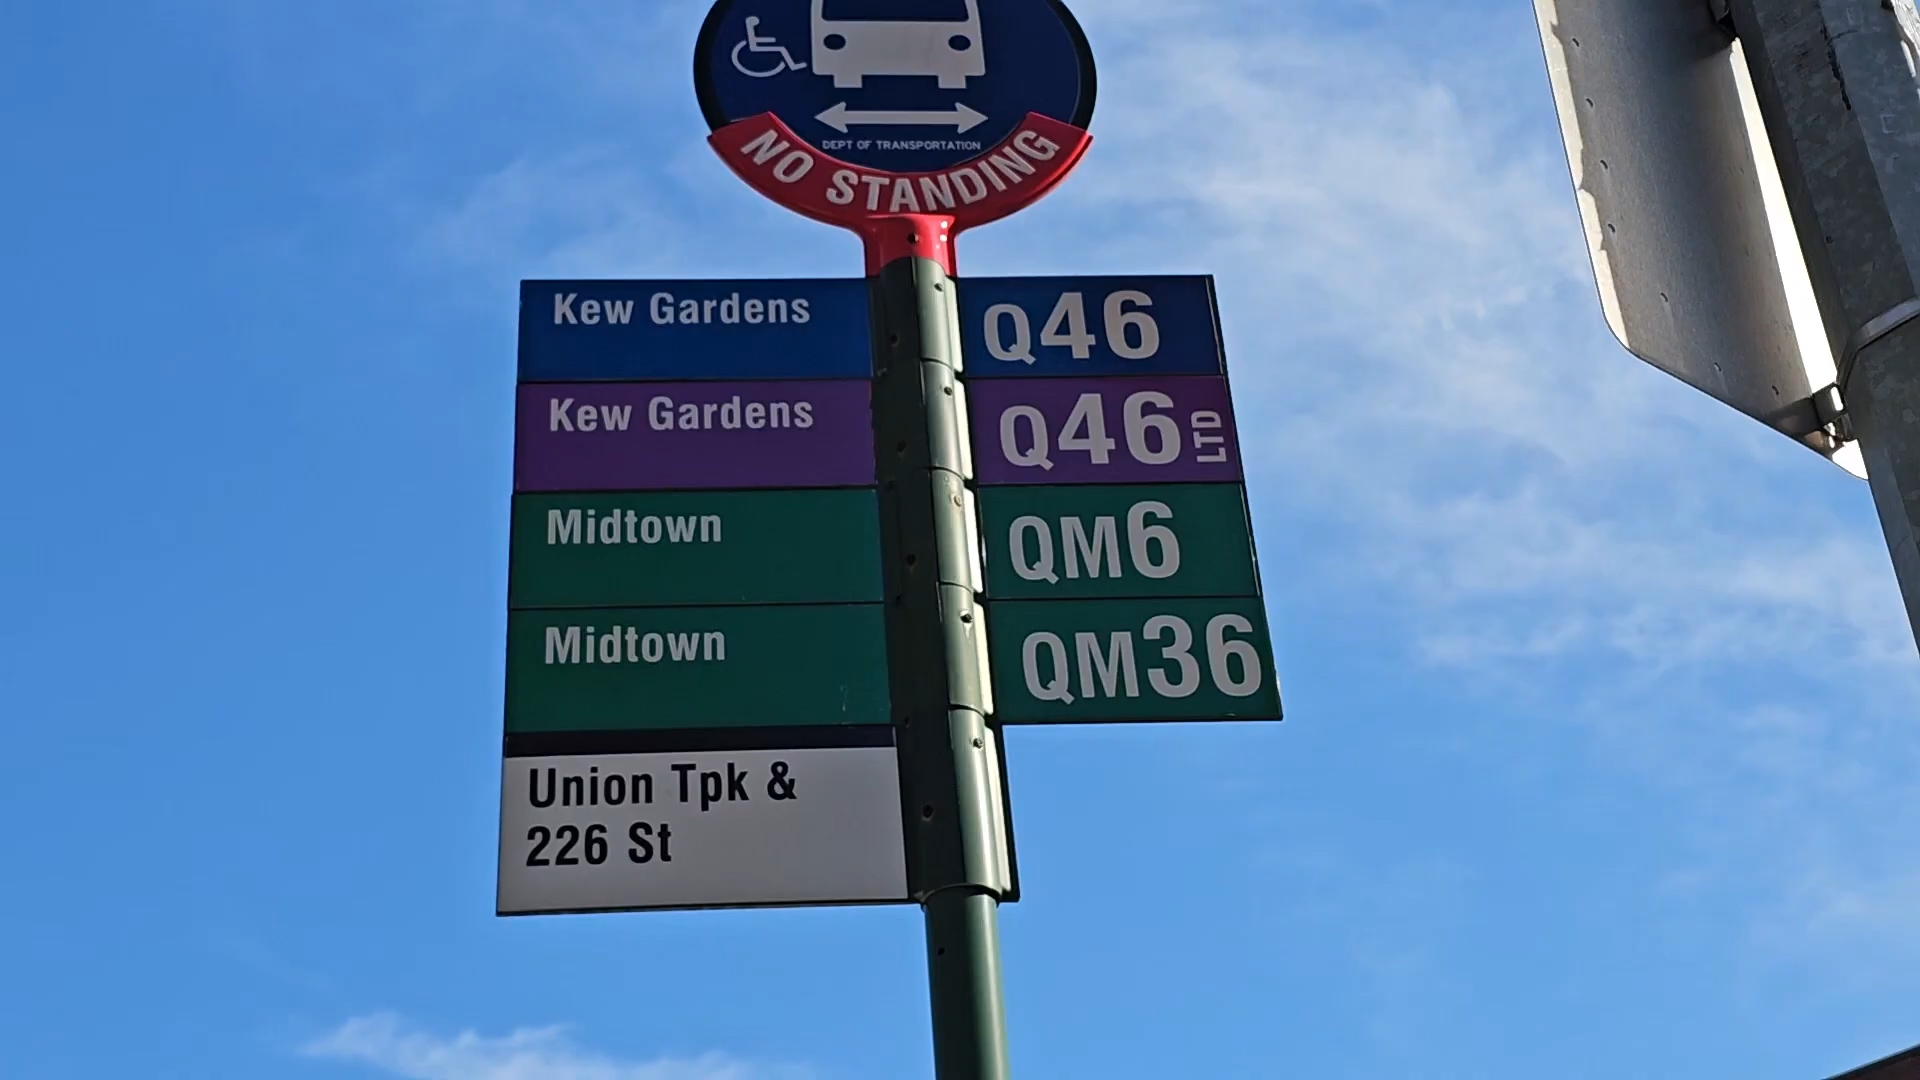 DEPT OF TRANSPORTATION
NO STANDING
Kew Gardens Q46
Kew Gardens Q46 LTD
Midtown QM6
Midtown QM36
Union Tpk &
226 St